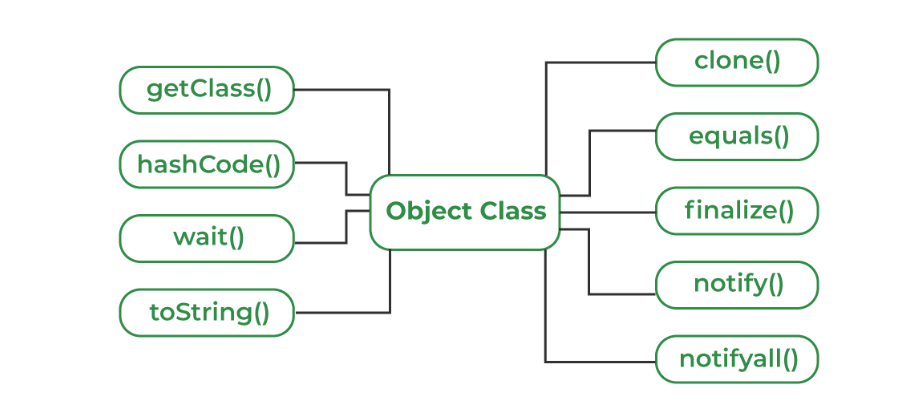 getClass()
hashCode()
wait()
toString()
Object Class
clone()
equals()
finalize()
notify()
notifyall()